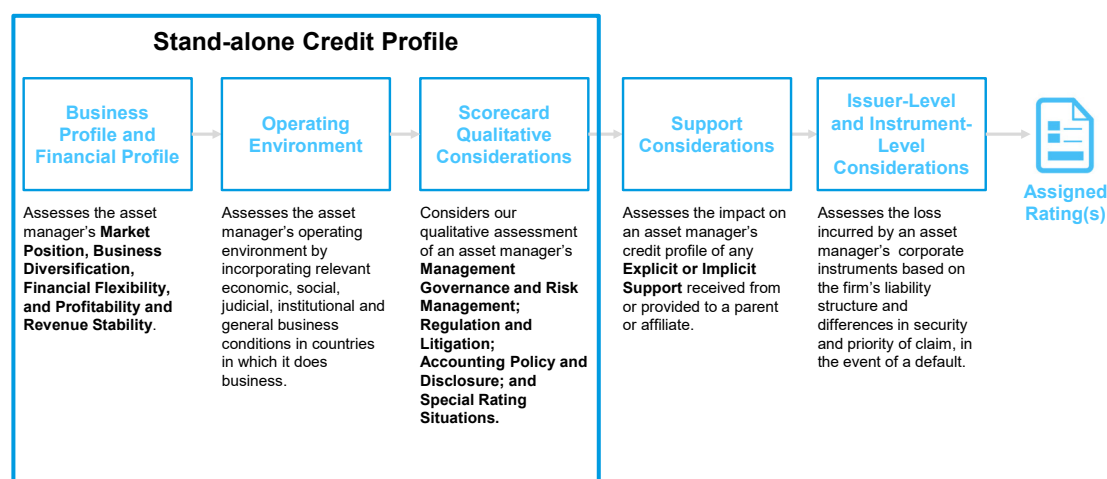 Stand-alone Credit Profile
Business
Profile and
Financial Profile
Operating
Environment
Scorecard
Qualitative
Considerations
Support
Considerations
Issuer-Level
and Instrument-
Level
Considerations
Assigned
Rating(s)
Assesses the asset
manager’s Market
Position, Business
Diversification,
Financial Flexibility,
and Profitability and
Revenue Stability.
Assesses the asset
manager’s operating
environment by
incorporating relevant
economic, social,
judicial, institutional and
general business
conditions in countries
in which it does
business.
Considers our
qualitative assessment
of an asset manager’s
Management
Governance and Risk
Management;
Regulation and
Litigation;
Accounting Policy and
Disclosure; and
Special Rating
Situations.
Assesses the impact on
an asset manager’s
credit profile of any
Explicit or Implicit
Support received from
or provided to a parent
or affiliate.
Assesses the loss
incurred by an asset
manager’s corporate
instruments based on
the firm’s liability
structure and
differences in security
and priority of claim, in
the event of a default.